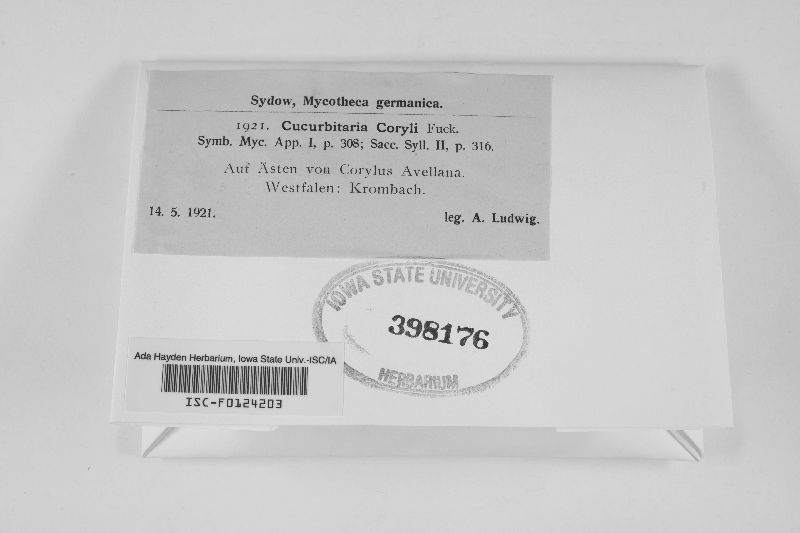 Sydow, Mycotheca germanica.
1921. Cucurbitaria Coryli Fuck.
Symb. Myc. App. I, p. 308; Sacc. Syll. II, p. 316.
Auf Ästen von Corylus Avellana.
Westfalen: Krombach.
14. 5. 1921. leg. A. Ludwig.
IOWA STATE UNIVERSITY
398176
HERBARIUM
Ada Hayden Herbarium, Iowa State Univ.-ISC/IA
ISC-F0124203